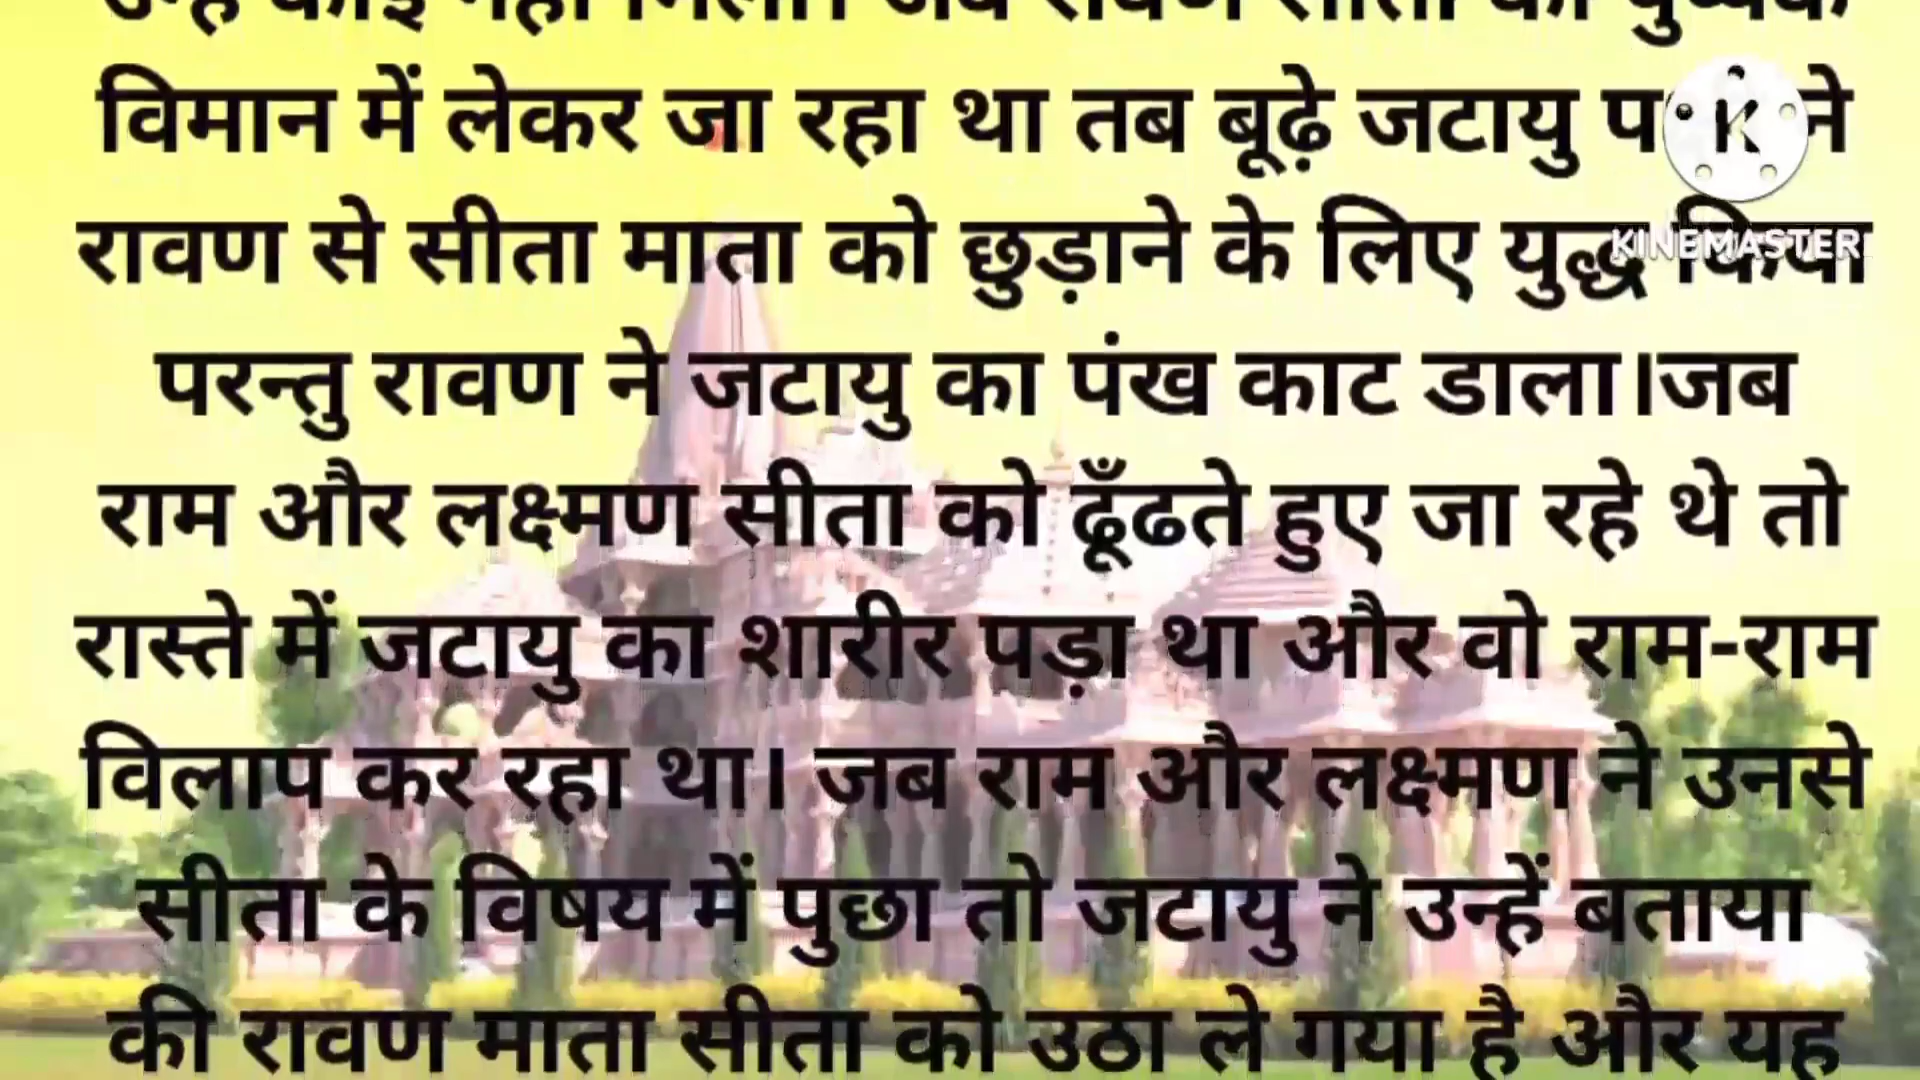 विमान में लेकर जा रहा था तब बूढ़े जटायु ने
रावण से सीता माता को छुड़ाने के लिए युद्ध किया
परन्तु रावण ने जटायु का पंख काट डाला।जब
राम और लक्ष्मण सीता को ढूँढते हुए जा रहे थे तो
रास्ते में जटायु का शारीर पड़ा था और वो राम-राम
विलाप कर रहा था। जब राम और लक्ष्मण ने उनसे
सीता के विषय में पुछा तो जटायु ने उन्हें बताया
की रावण माता सीता को उठा ले गया है और यह
K
KINEMASTER